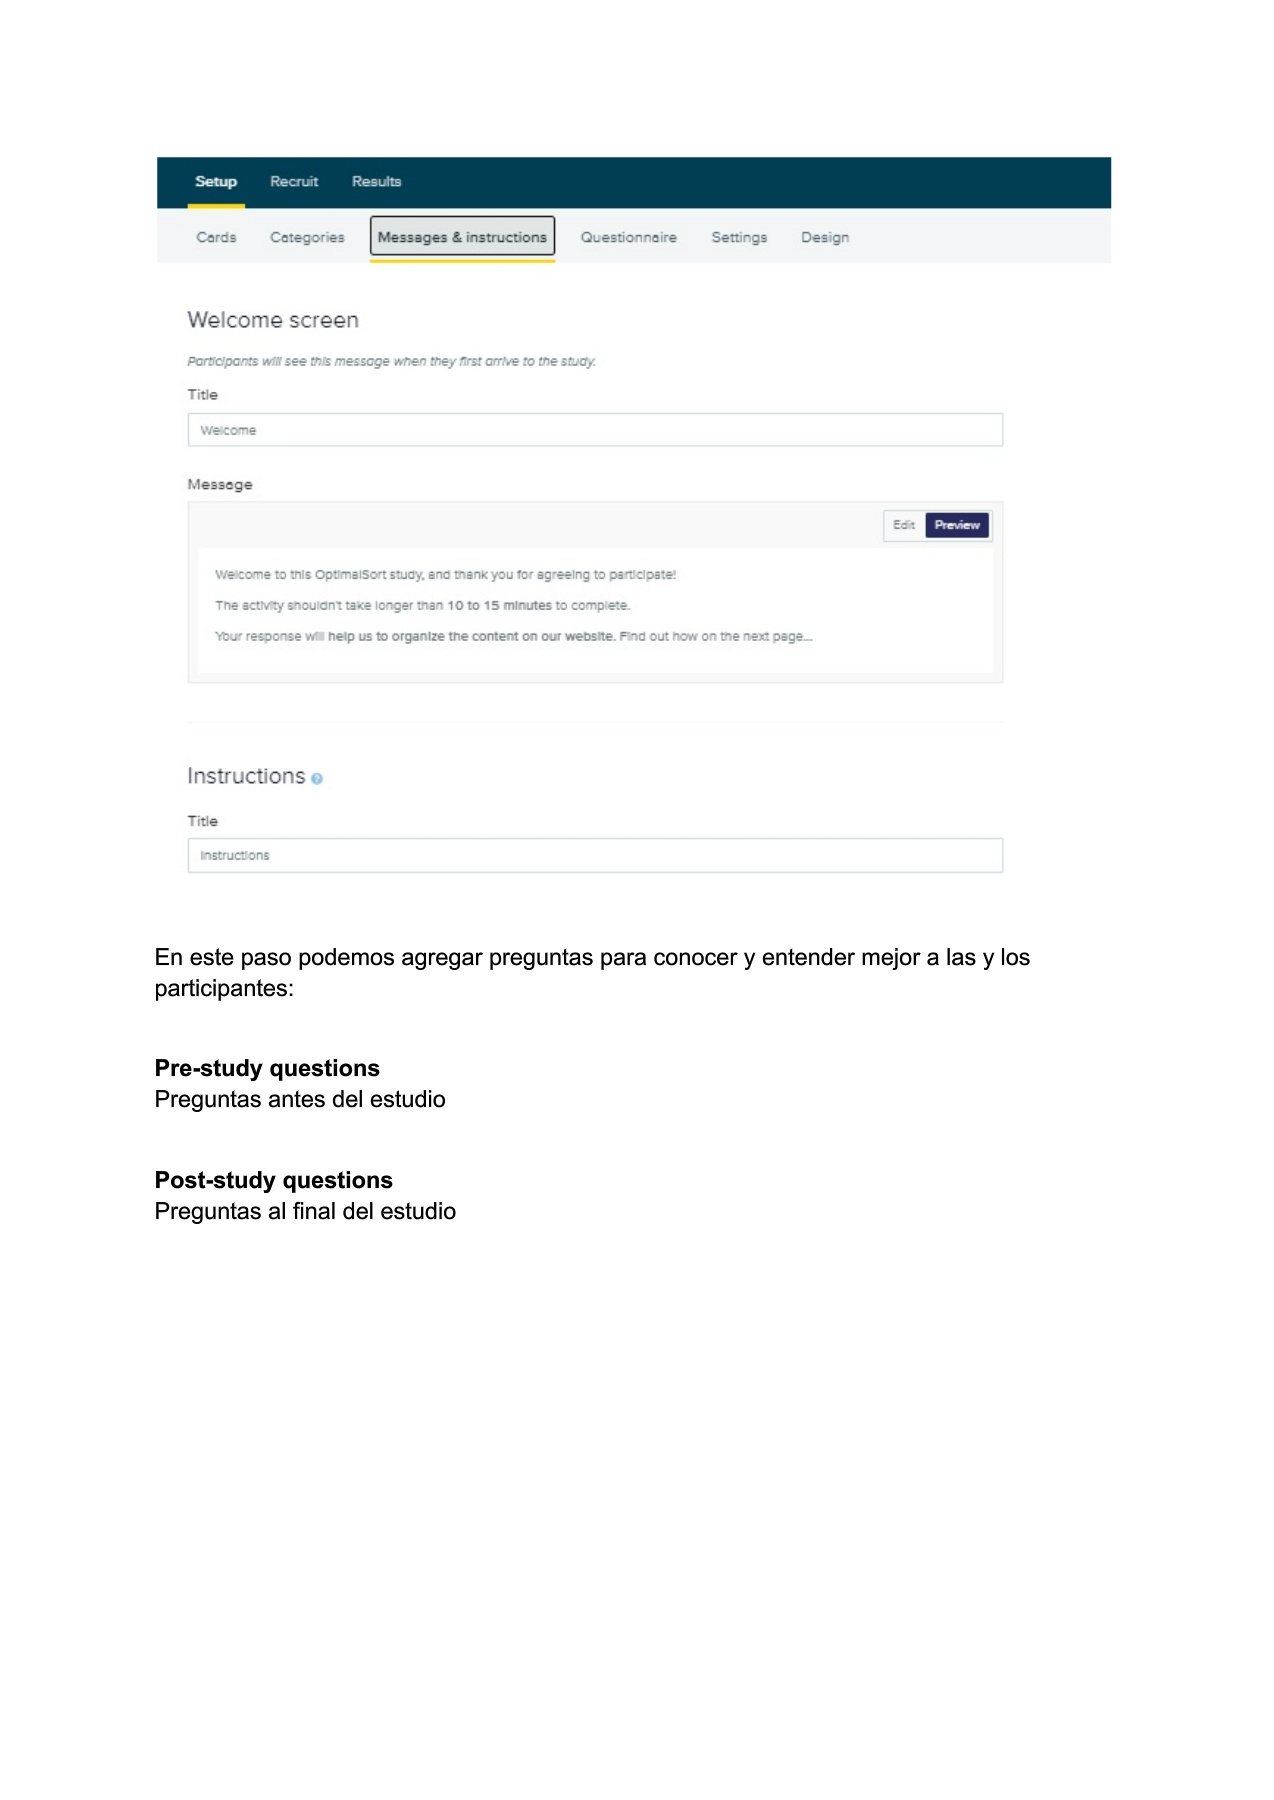 Setup Recruit Results
Cards Categories Messages & instructions Questionnaire Settings Design
Welcome screen
Participants will see this message when they first arrive to the study.
Title
Welcome
Message
Edit Preview
Welcome to this OptimalSort study, and thank you for agreeing to participate!
The activity shouldn't take longer than 10 to 15 minutes to complete.
Your response will help us to organize the content on our website. Find out how on the next page...
Instructions ?
Title
Instructions
En este paso podemos agregar preguntas para conocer y entender mejor a las y los
participantes:
Pre-study questions
Preguntas antes del estudio
Post-study questions
Preguntas al final del estudio